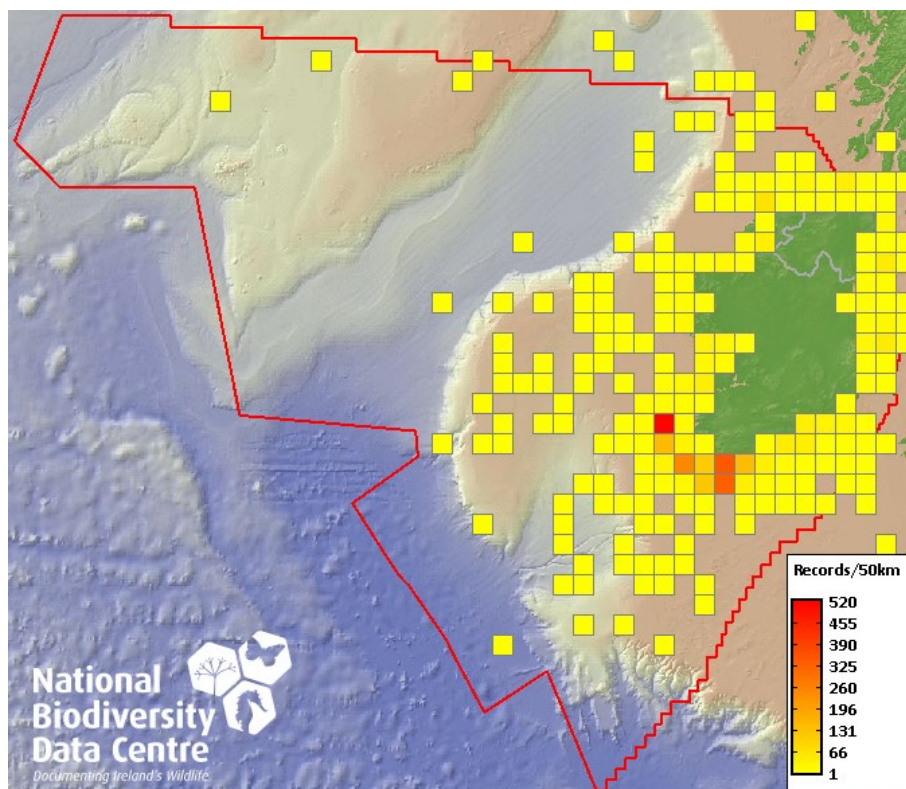 Records/50km
520
455
390
325
260
196
131
66
1
National
Biodiversity
Data Centre
Documenting Ireland's Wildlife